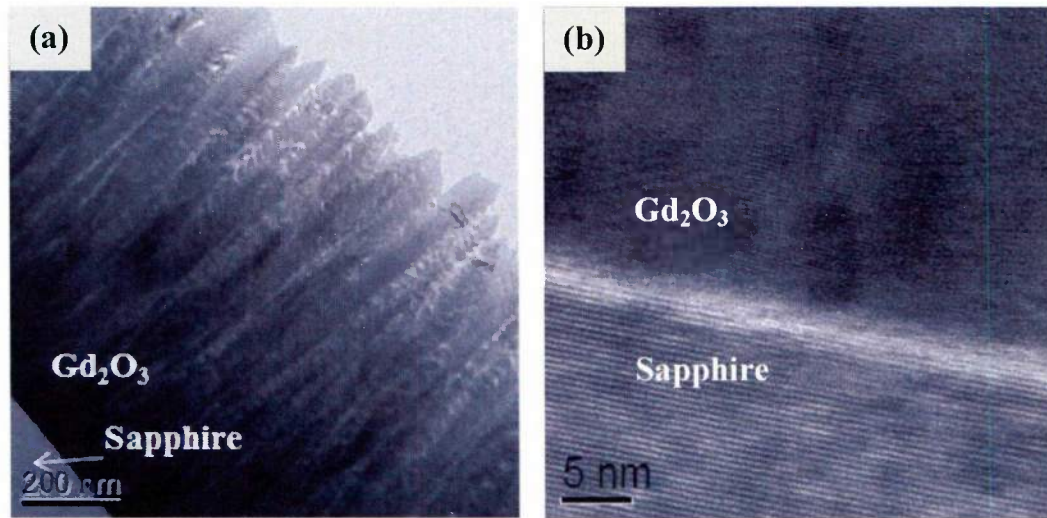 (a)
Gd₂O₃
Sapphire
200 nm
(b)
Gd₂O₃
Sapphire
5 nm